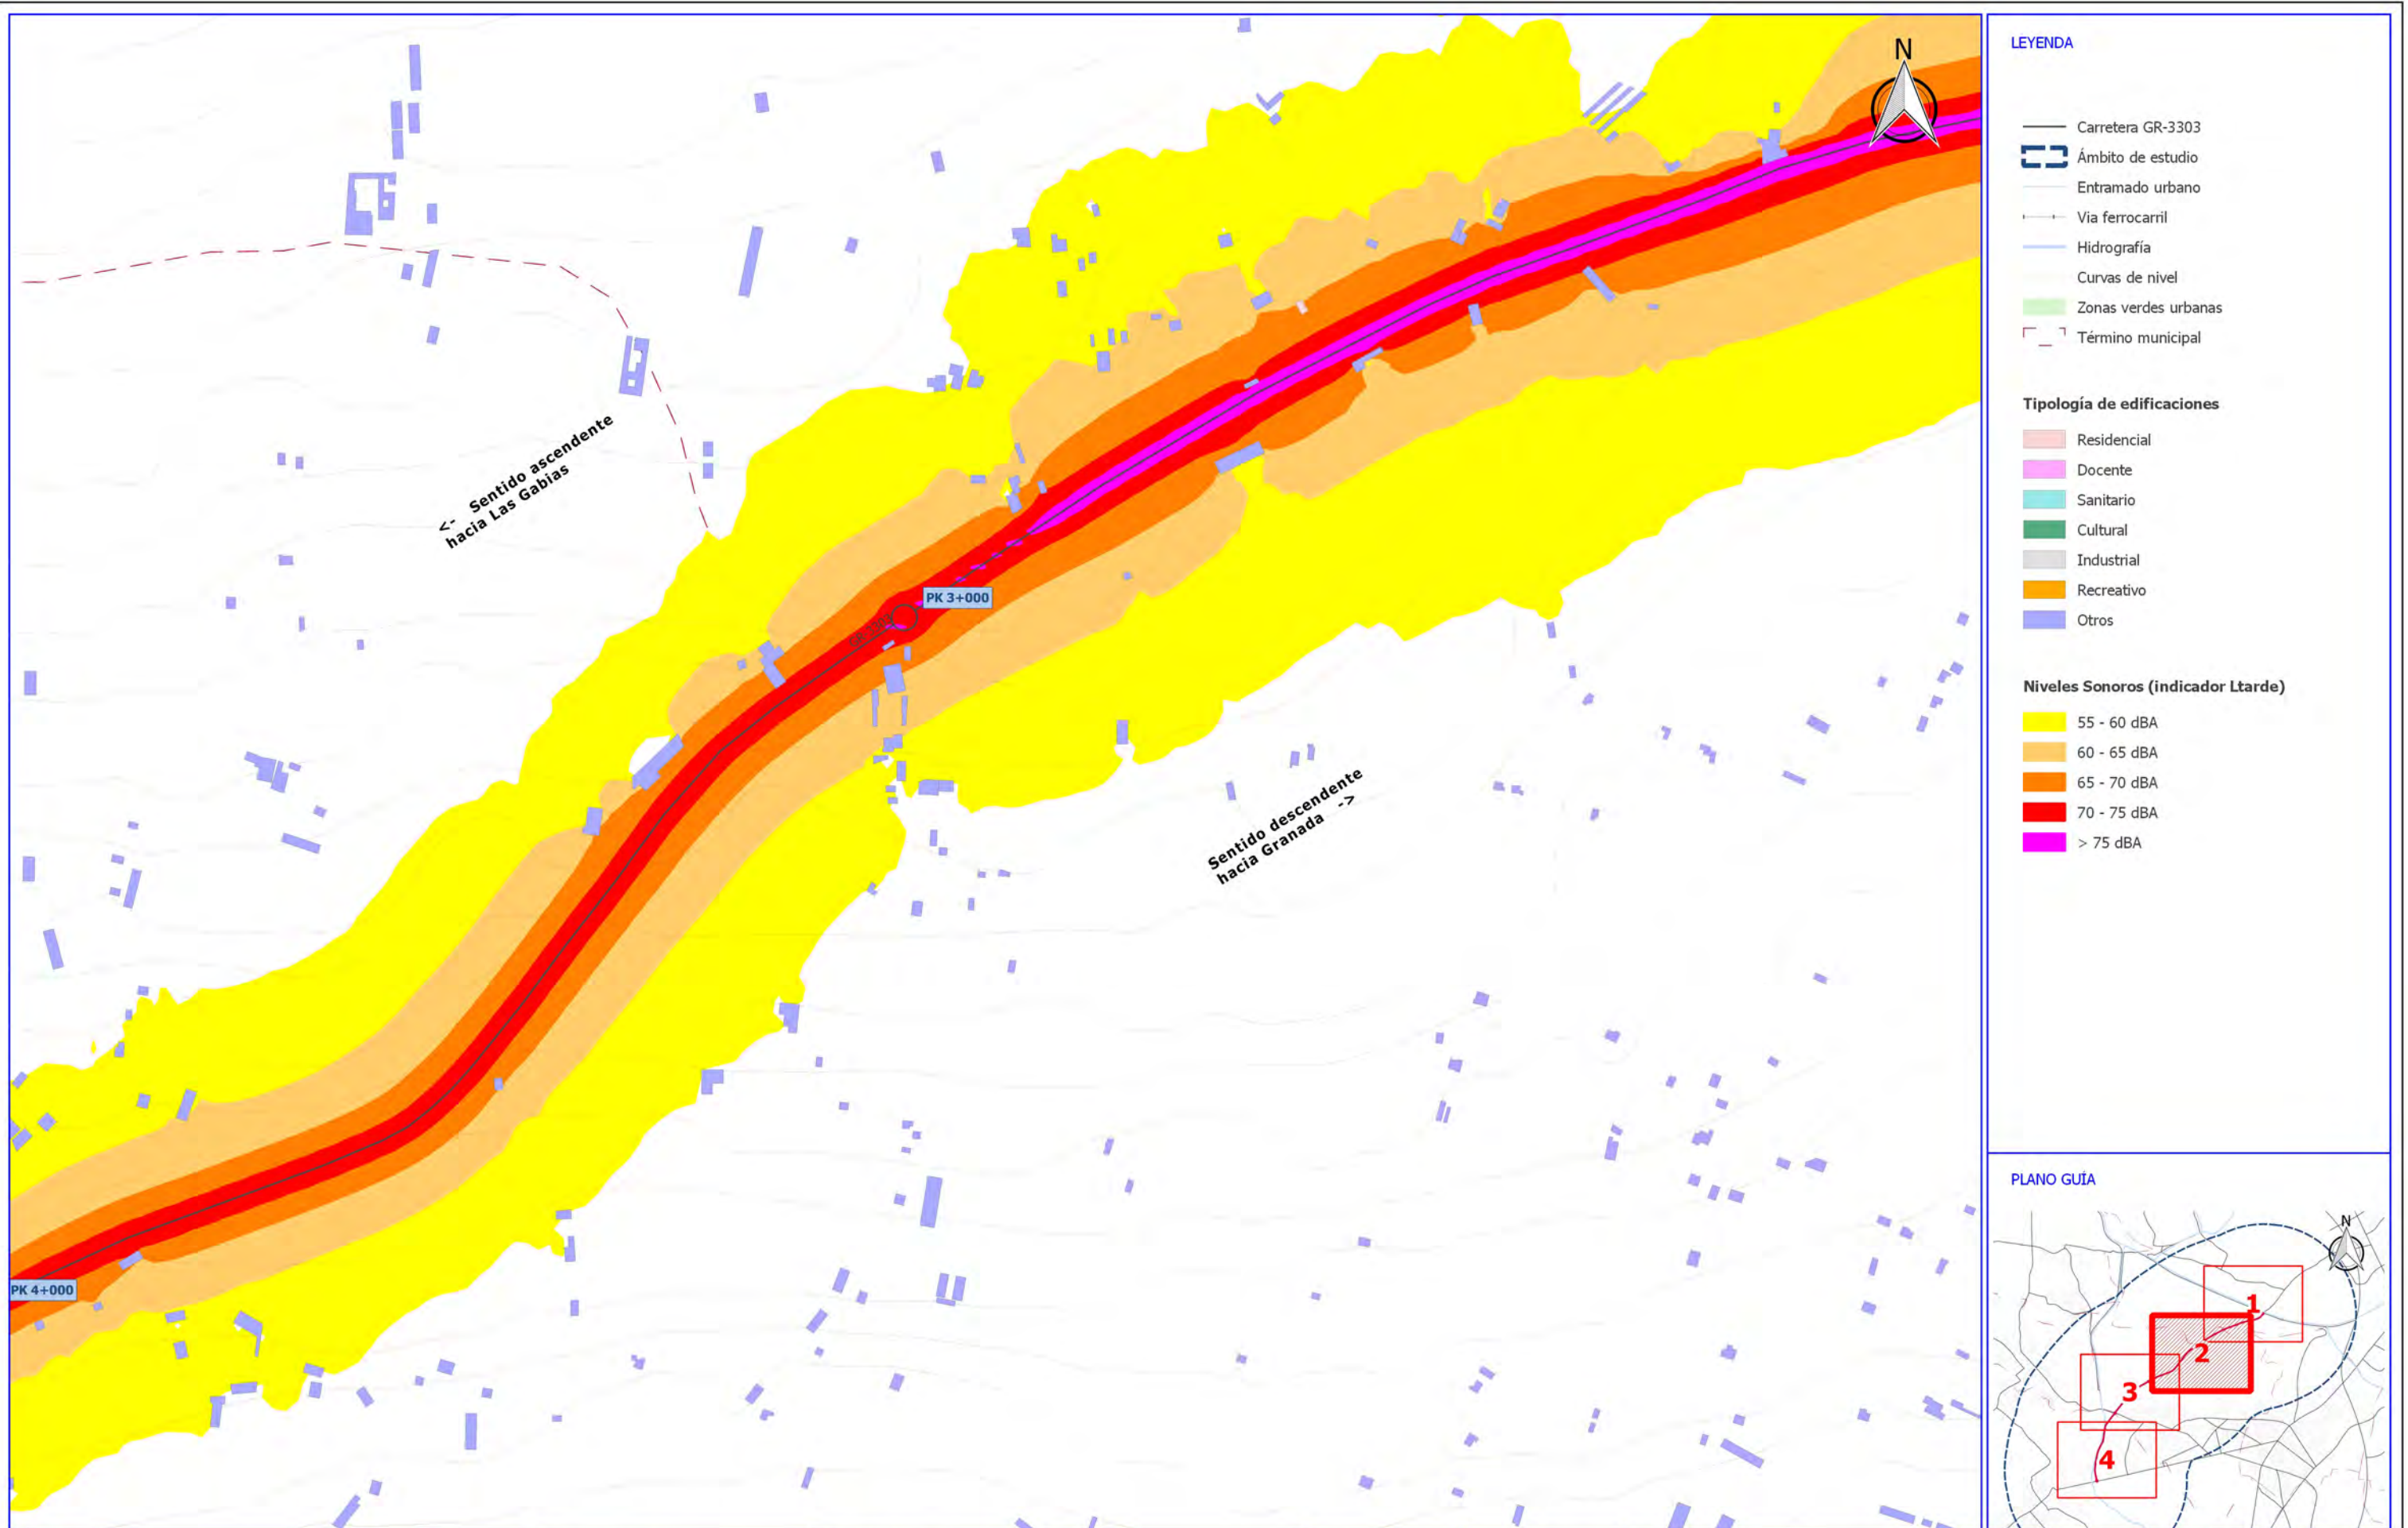 N
<- Sentido ascendente
hacia Las Gabias
PK 3+000
GR-3303
Sentido descendente
hacia Granada ->
PK 4+000
LEYENDA
Carretera GR-3303
Ámbito de estudio
Entramado urbano
Via ferrocarril
Hidrografía
Curvas de nivel
Zonas verdes urbanas
Término municipal
Tipología de edificaciones
Residencial
Docente
Sanitario
Cultural
Industrial
Recreativo
Otros
Niveles Sonoros (indicador Ltarde)
55 - 60 dBA
60 - 65 dBA
65 - 70 dBA
70 - 75 dBA
> 75 dBA
PLANO GUÍA
N
1
2
3
4